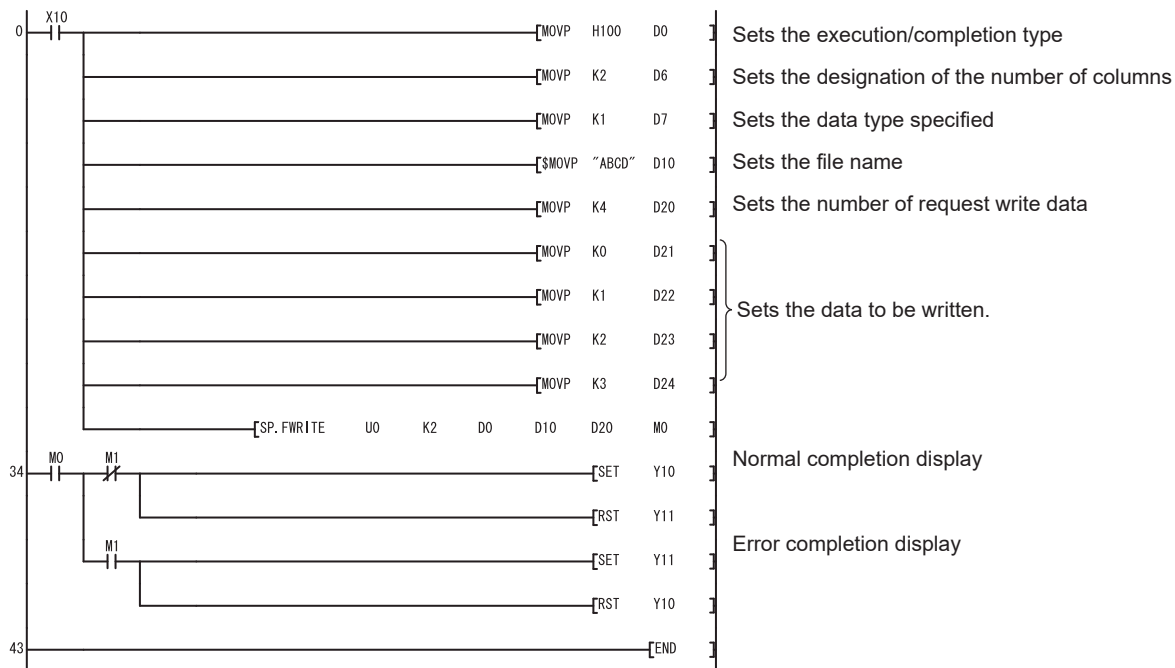 X10
0 [MOVP H100 D0 ] Sets the execution/completion type
[MOVP K2 D6 ] Sets the designation of the number of columns
[MOVP K1 D7 ] Sets the data type specified
[$MOVP "ABCD" D10 ] Sets the file name
[MOVP K4 D20 ] Sets the number of request write data
[MOVP K0 D21 ]
[MOVP K1 D22 ]
Sets the data to be written.
[MOVP K2 D23 ]
[MOVP K3 D24 ]
[SP.FWRITE U0 K2 D0 D10 D20 M0 ]
M0 M1
34 [SET Y10 ] Normal completion display
[RST Y11 ]
M1
[SET Y11 ] Error completion display
[RST Y10 ]
43 [END ]